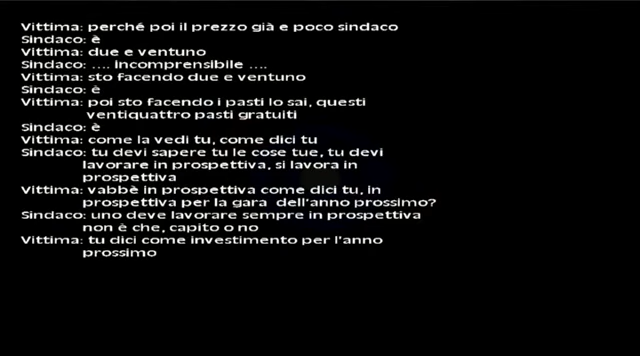 Vittima: perché poi il prezzo già e poco sindaco
Sindaco: è
Vittima: due e ventuno
Sindaco: .... incomprensibile ....
Vittima: sto facendo due e ventuno
Sindaco: è
Vittima: poi sto facendo i pasti lo sai, questi
ventiquattro pasti gratuiti
Sindaco: è
Vittima: come la vedi tu, come dici tu
Sindaco: tu devi sapere tu le cose tue, tu devi
lavorare in prospettiva, si lavora in
prospettiva
Vittima: vabbè in prospettiva come dici tu, in
prospettiva per la gara dell'anno prossimo?
Sindaco: uno deve lavorare sempre in prospettiva
non è che, capito o no
Vittima: tu dici come investimento per l'anno
prossimo